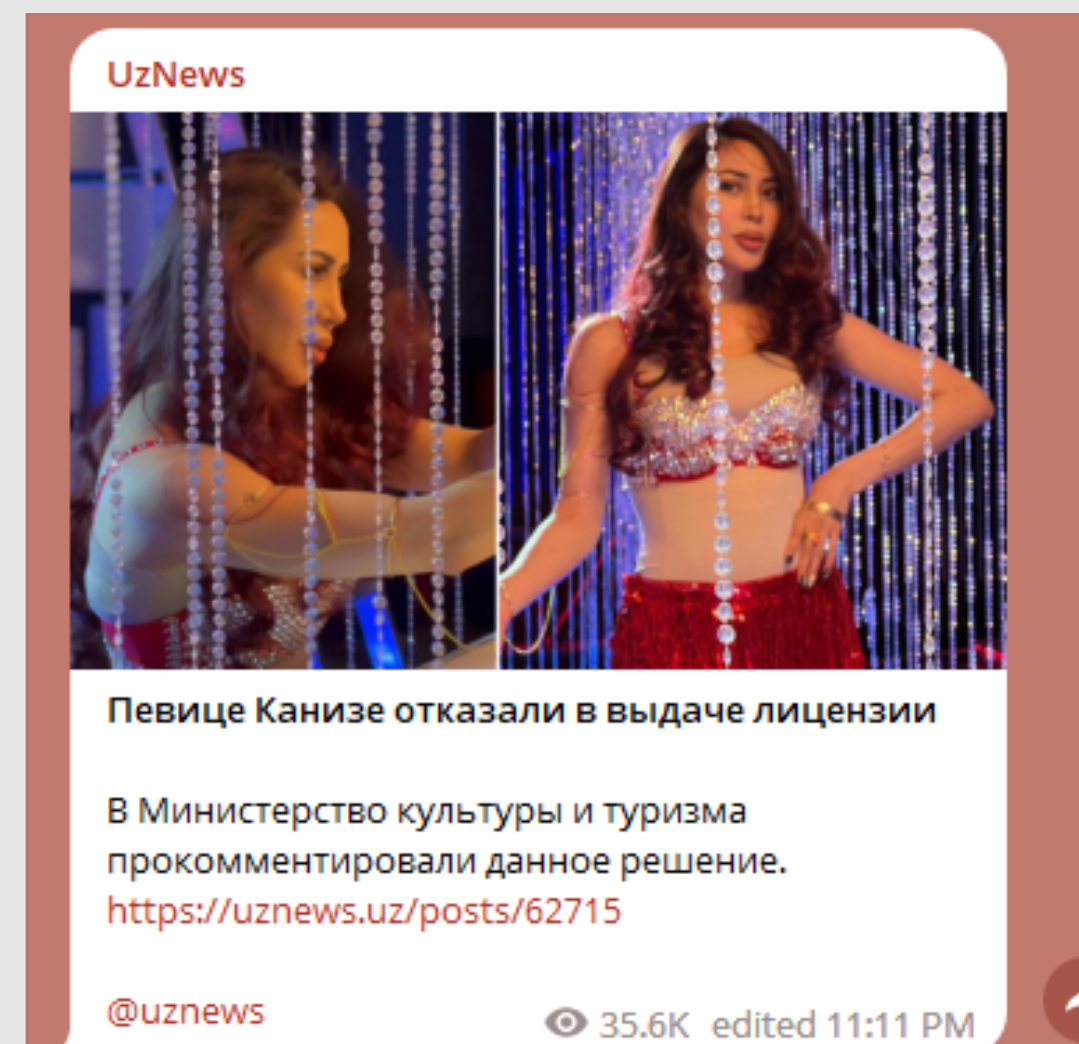 UzNews
Певице Канизе отказали в выдаче лицензии
В Министерство культуры и туризма
прокомментировали данное решение.
https://uznews.uz/posts/62715
@uznews
35.6K edited 11:11 PM